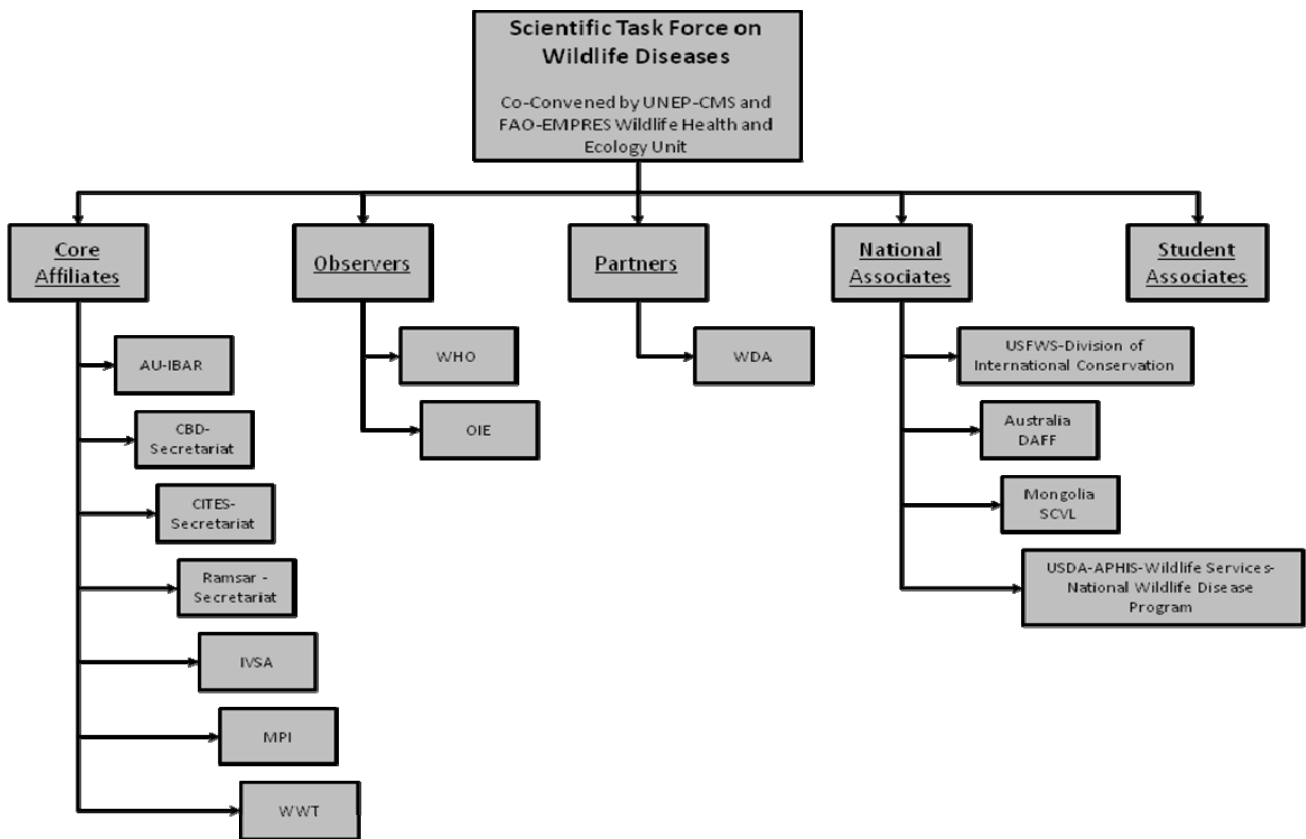 Scientific Task Force on
Wildlife Diseases
Co-Convened by UNEP-CMS and
FAO-EMPRES Wildlife Health and
Ecology Unit
Core
Affiliates
Observers
Partners
National
Associates
Student
Associates
AU-IBAR
CBD-
Secretariat
CITES-
Secretariat
Ramsar -
Secretariat
IVSA
MPI
WWT
WHO
OIE
WDA
USFWS-Division of
International Conservation
Australia
DAFF
Mongolia
SCVL
USDA-APHIS-Wildlife Services-
National Wildlife Disease
Program